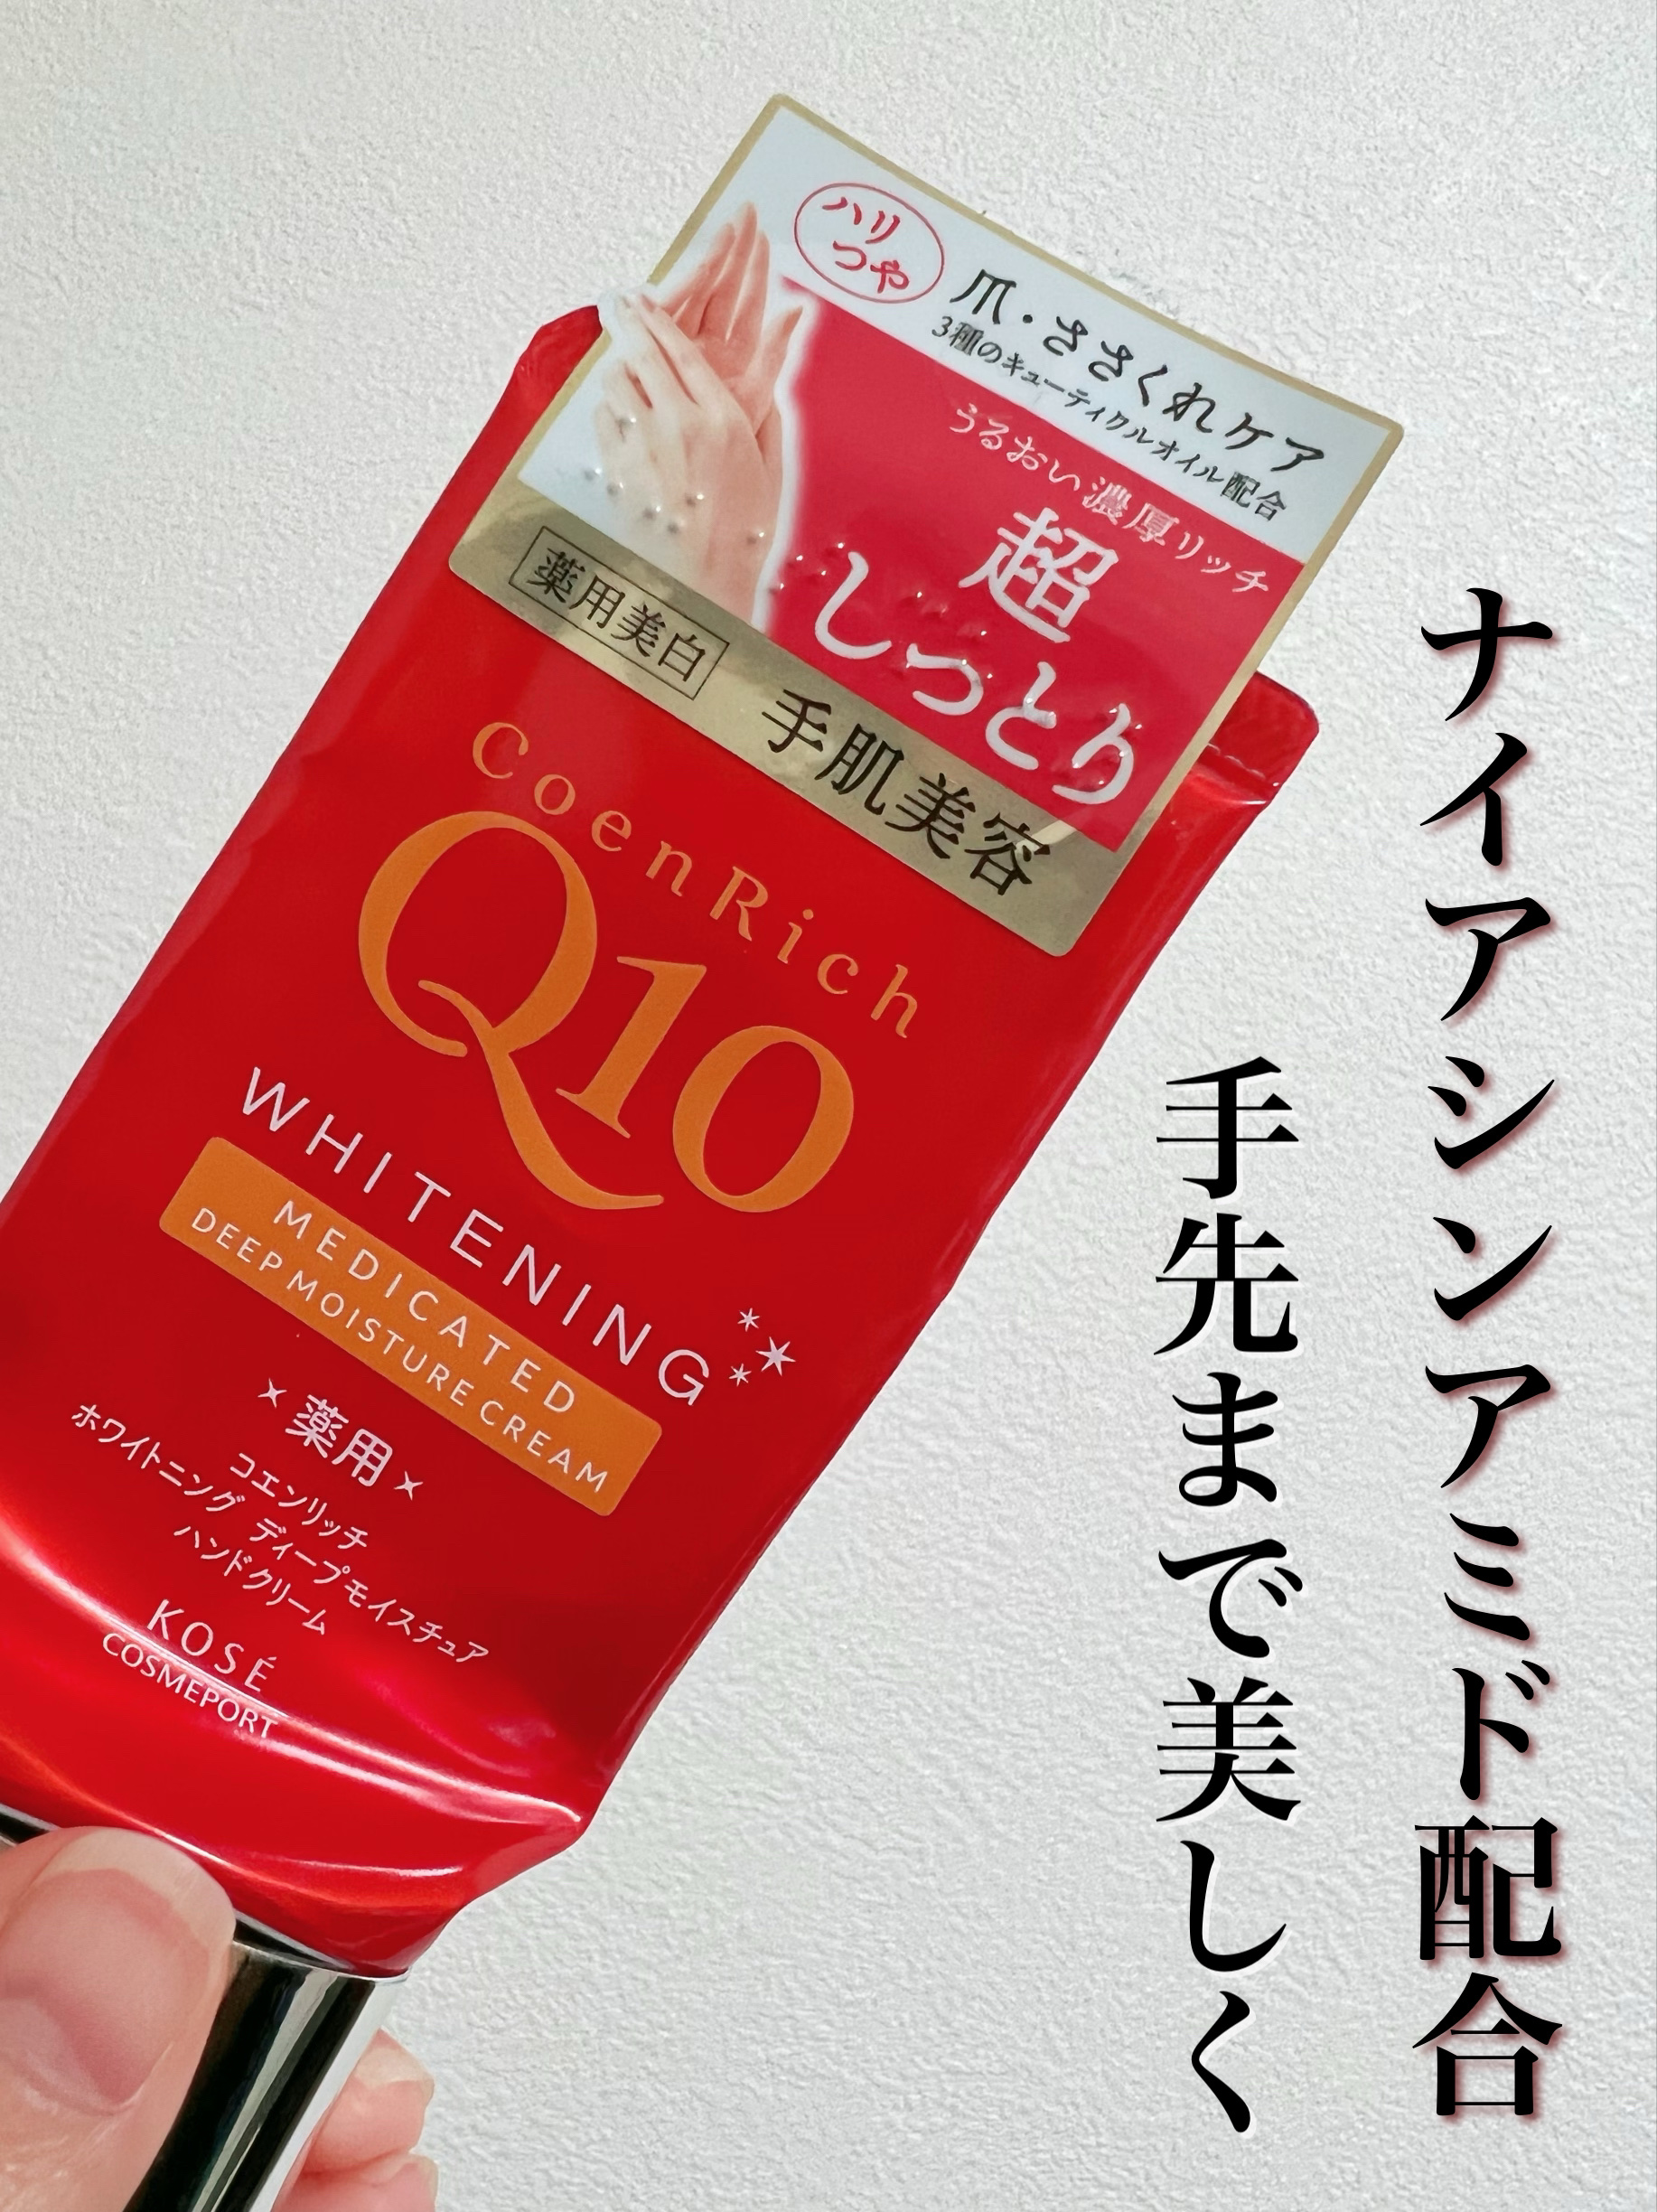 ハリ
つや
爪・ささくれケア
3種のキューティクルオイル配合
うるおい濃厚リッチ
超
しっとり
薬用美白
手肌美容
CoenRich
Q10
WHITENING
MEDICATED
DEEP MOISTURE CREAM
薬用
コエンリッチ
ホワイトニング ディープモイスチュア
ハンドクリーム
KOSÉ
COSMEPORT
ナイアシンアミド配合
手先まで美しく